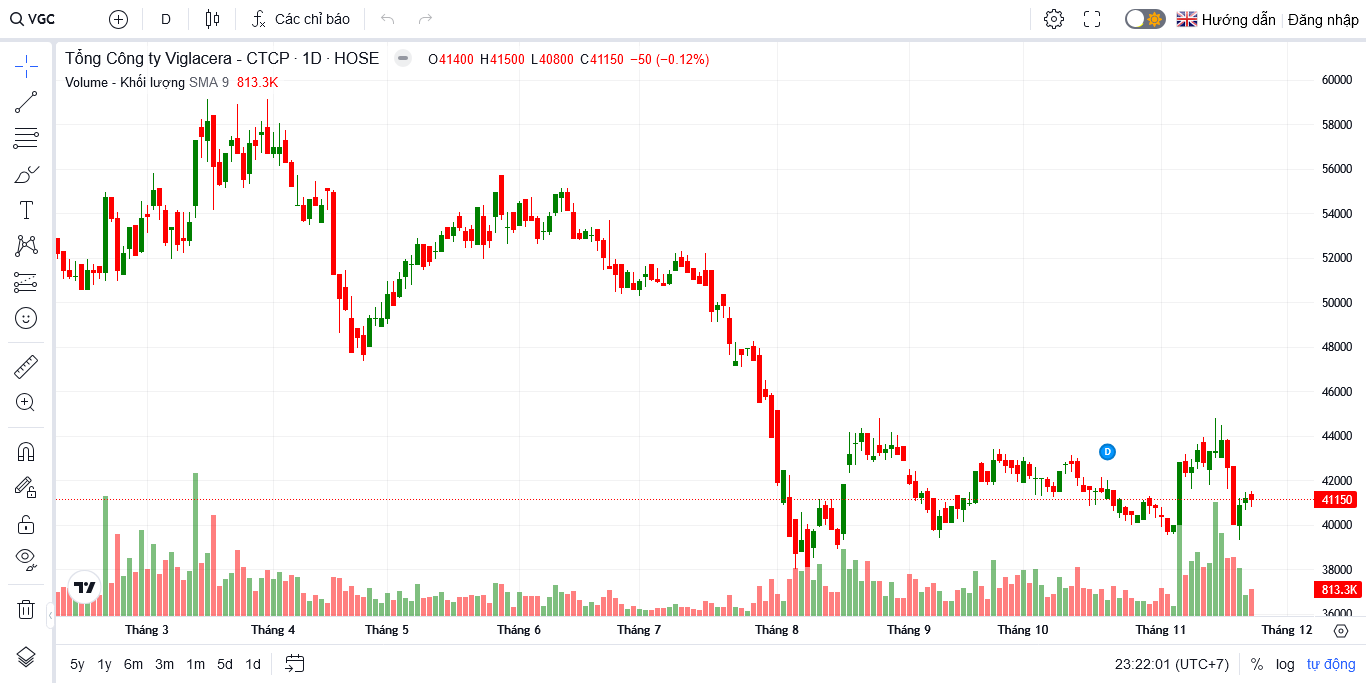 VGC D Các chỉ báo Hướng dẫn Đăng nhập
Tổng Công ty Viglacera - CTCP · 1D · HOSE O41400 H41500 L40800 C41150 −50 (−0.12%)
Volume - Khối lượng SMA 9 813.3K
60000
58000
56000
54000
52000
50000
48000
46000
44000
D
42000
41150
40000
38000
813.3K
36000
Tháng 3 Tháng 4 Tháng 5 Tháng 6 Tháng 7 Tháng 8 Tháng 9 Tháng 10 Tháng 11 Tháng 12
5y 1y 6m 3m 1m 5d 1d 23:22:01 (UTC+7) % log tự động